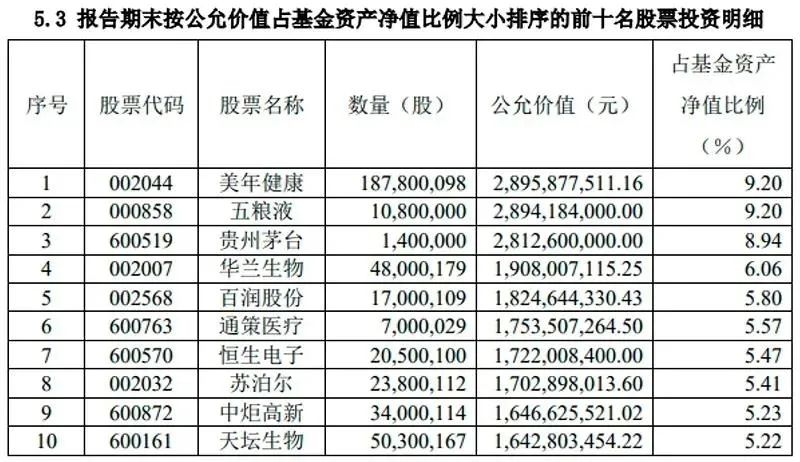 5.3 报告期末按公允价值占基金资产净值比例大小排序的前十名股票投资明细
序号 股票代码 股票名称 数量（股） 公允价值（元） 占基金资产
净值比例
（%）
1 002044 美年健康 187,800,098 2,895,877,511.16 9.20
2 000858 五粮液 10,800,000 2,894,184,000.00 9.20
3 600519 贵州茅台 1,400,000 2,812,600,000.00 8.94
4 002007 华兰生物 48,000,179 1,908,007,115.25 6.06
5 002568 百润股份 17,000,109 1,824,644,330.43 5.80
6 600763 通策医疗 7,000,029 1,753,507,264.50 5.57
7 600570 恒生电子 20,500,100 1,722,008,400.00 5.47
8 002032 苏泊尔 23,800,112 1,702,898,013.60 5.41
9 600872 中炬高新 34,000,114 1,646,625,521.02 5.23
10 600161 天坛生物 50,300,167 1,642,803,454.22 5.22